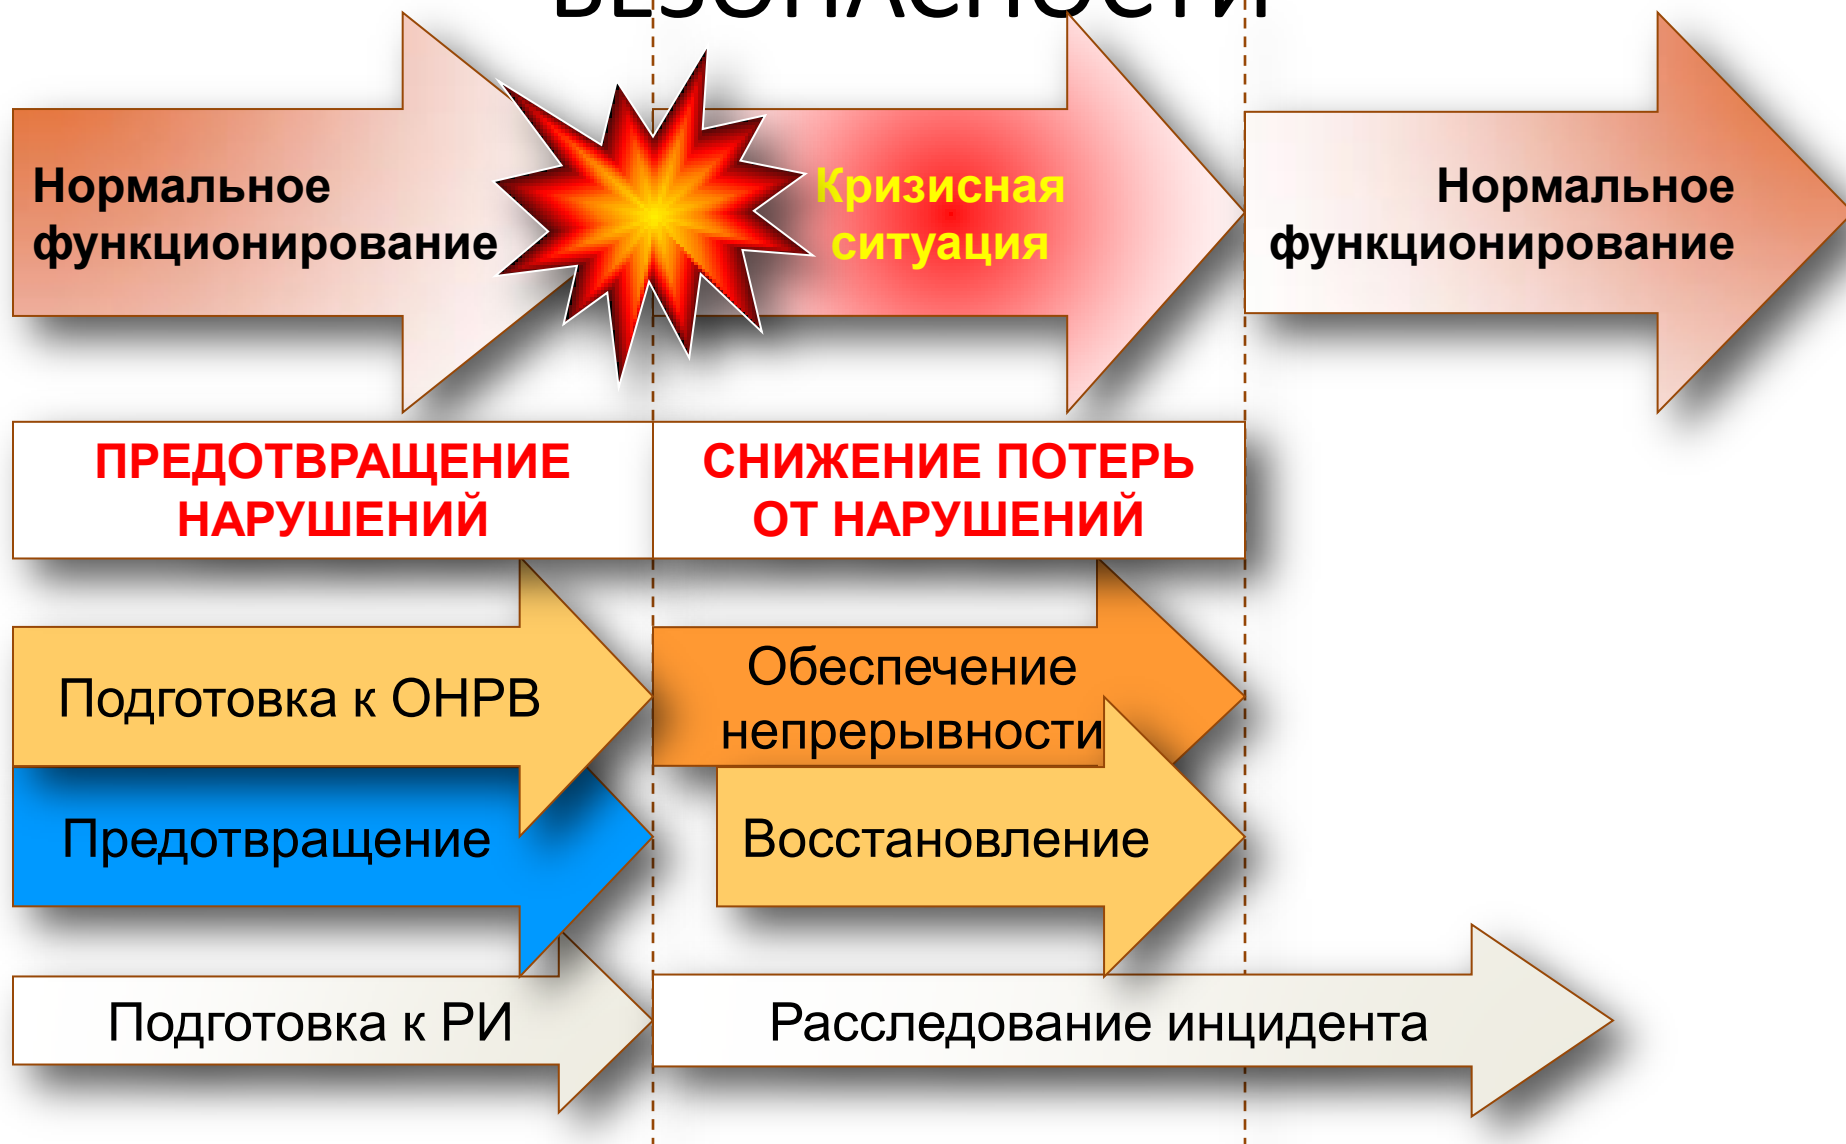 БЕЗОПАСНОСТИ
Нормальное
функционирование
Кризисная
ситуация
Нормальное
функционирование
ПРЕДОТВРАЩЕНИЕ
НАРУШЕНИЙ
СНИЖЕНИЕ ПОТЕРЬ
ОТ НАРУШЕНИЙ
Подготовка к ОНРВ
Обеспечение
непрерывности
Предотвращение
Восстановление
Подготовка к РИ
Расследование инцидента